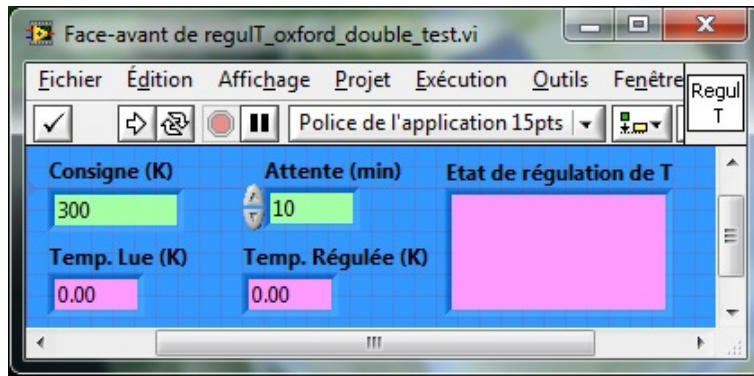 Face-avant de regulT_oxford_double_test.vi
Fichier Édition Affichage Projet Exécution Outils Fenêtre
Regul
T
Police de l'application 15pts
Consigne (K) Attente (min) Etat de régulation de T
300 10
Temp. Lue (K) Temp. Régulée (K)
0.00 0.00